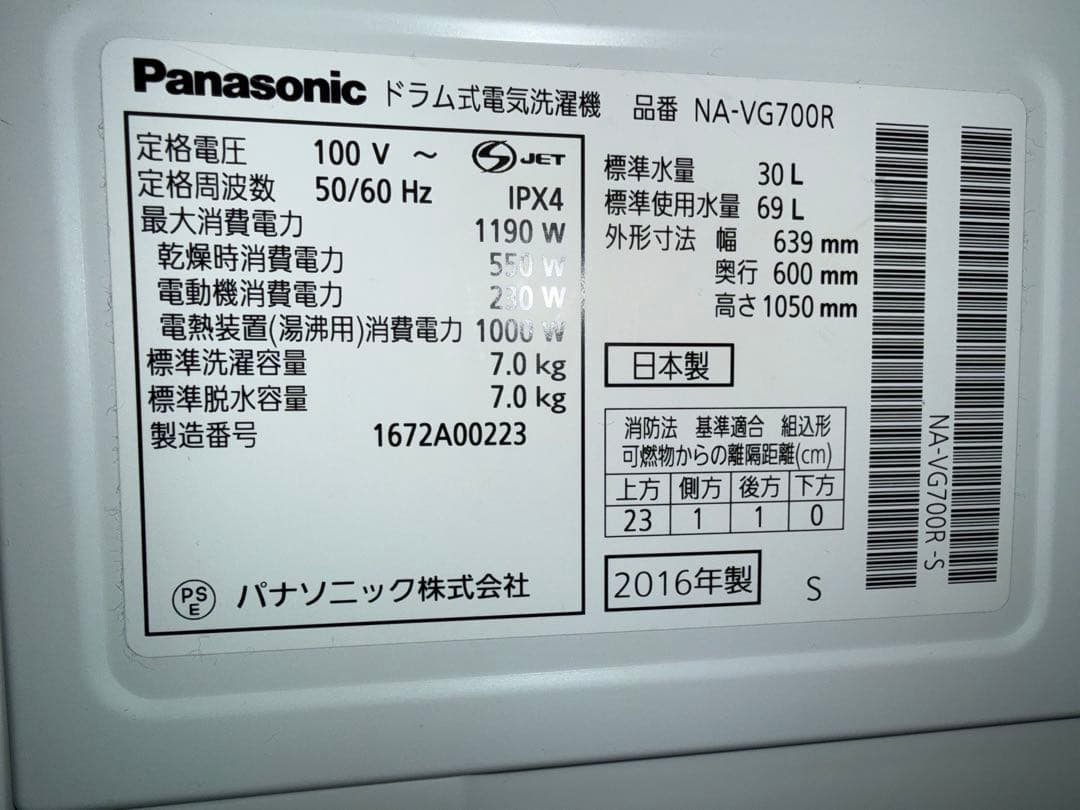 Panasonic ドラム式電気洗濯機 品番 NA-VG700R
定格電圧 100 V ～
S JET
定格周波数 50/60 Hz
IPX4
最大消費電力 1190 W
乾燥時消費電力 550 W
電動機消費電力 230 W
電熱装置(湯沸用)消費電力 1000 W
標準洗濯容量 7.0 kg
標準脱水容量 7.0 kg
製造番号 1672A00223
PS
E
パナソニック株式会社
標準水量 30 L
標準使用水量 69 L
外形寸法 幅 639 mm
奥行 600 mm
高さ 1050 mm
日本製
消防法 基準適合 組込形
可燃物からの離隔距離(cm)
上方 側方 後方 下方
23 1 1 0
2016年製 S
NA-VG700R -S